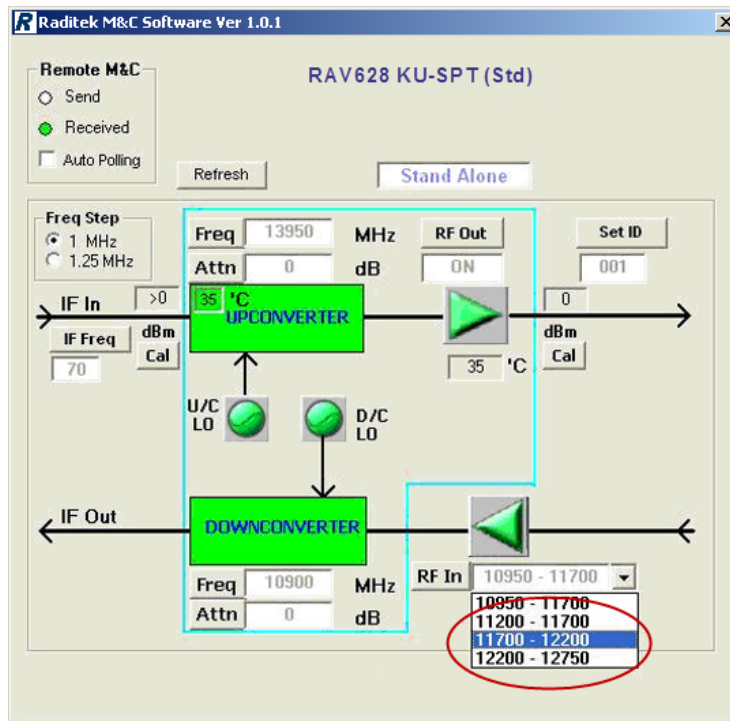 R Raditek M&C Software Ver 1.0.1
Remote M&C
Send
Received
Auto Polling
RAV628 KU-SPT (Std)
Refresh
Stand Alone
Freq Step
1 MHz
1.25 MHz
Freq 13950 MHz
Attn 0 dB
RF Out
ON
Set ID
001
IF In
>0
35 'C
UPCONVERTER
0
IF Freq
70
dBm
Cal
35 'C
dBm
Cal
U/C
LO
D/C
LO
IF Out
DOWNCONVERTER
Freq 10900 MHz
Attn 0 dB
RF In 10950 - 11700
10950 - 11700
11200 - 11700
11700 - 12200
12200 - 12750